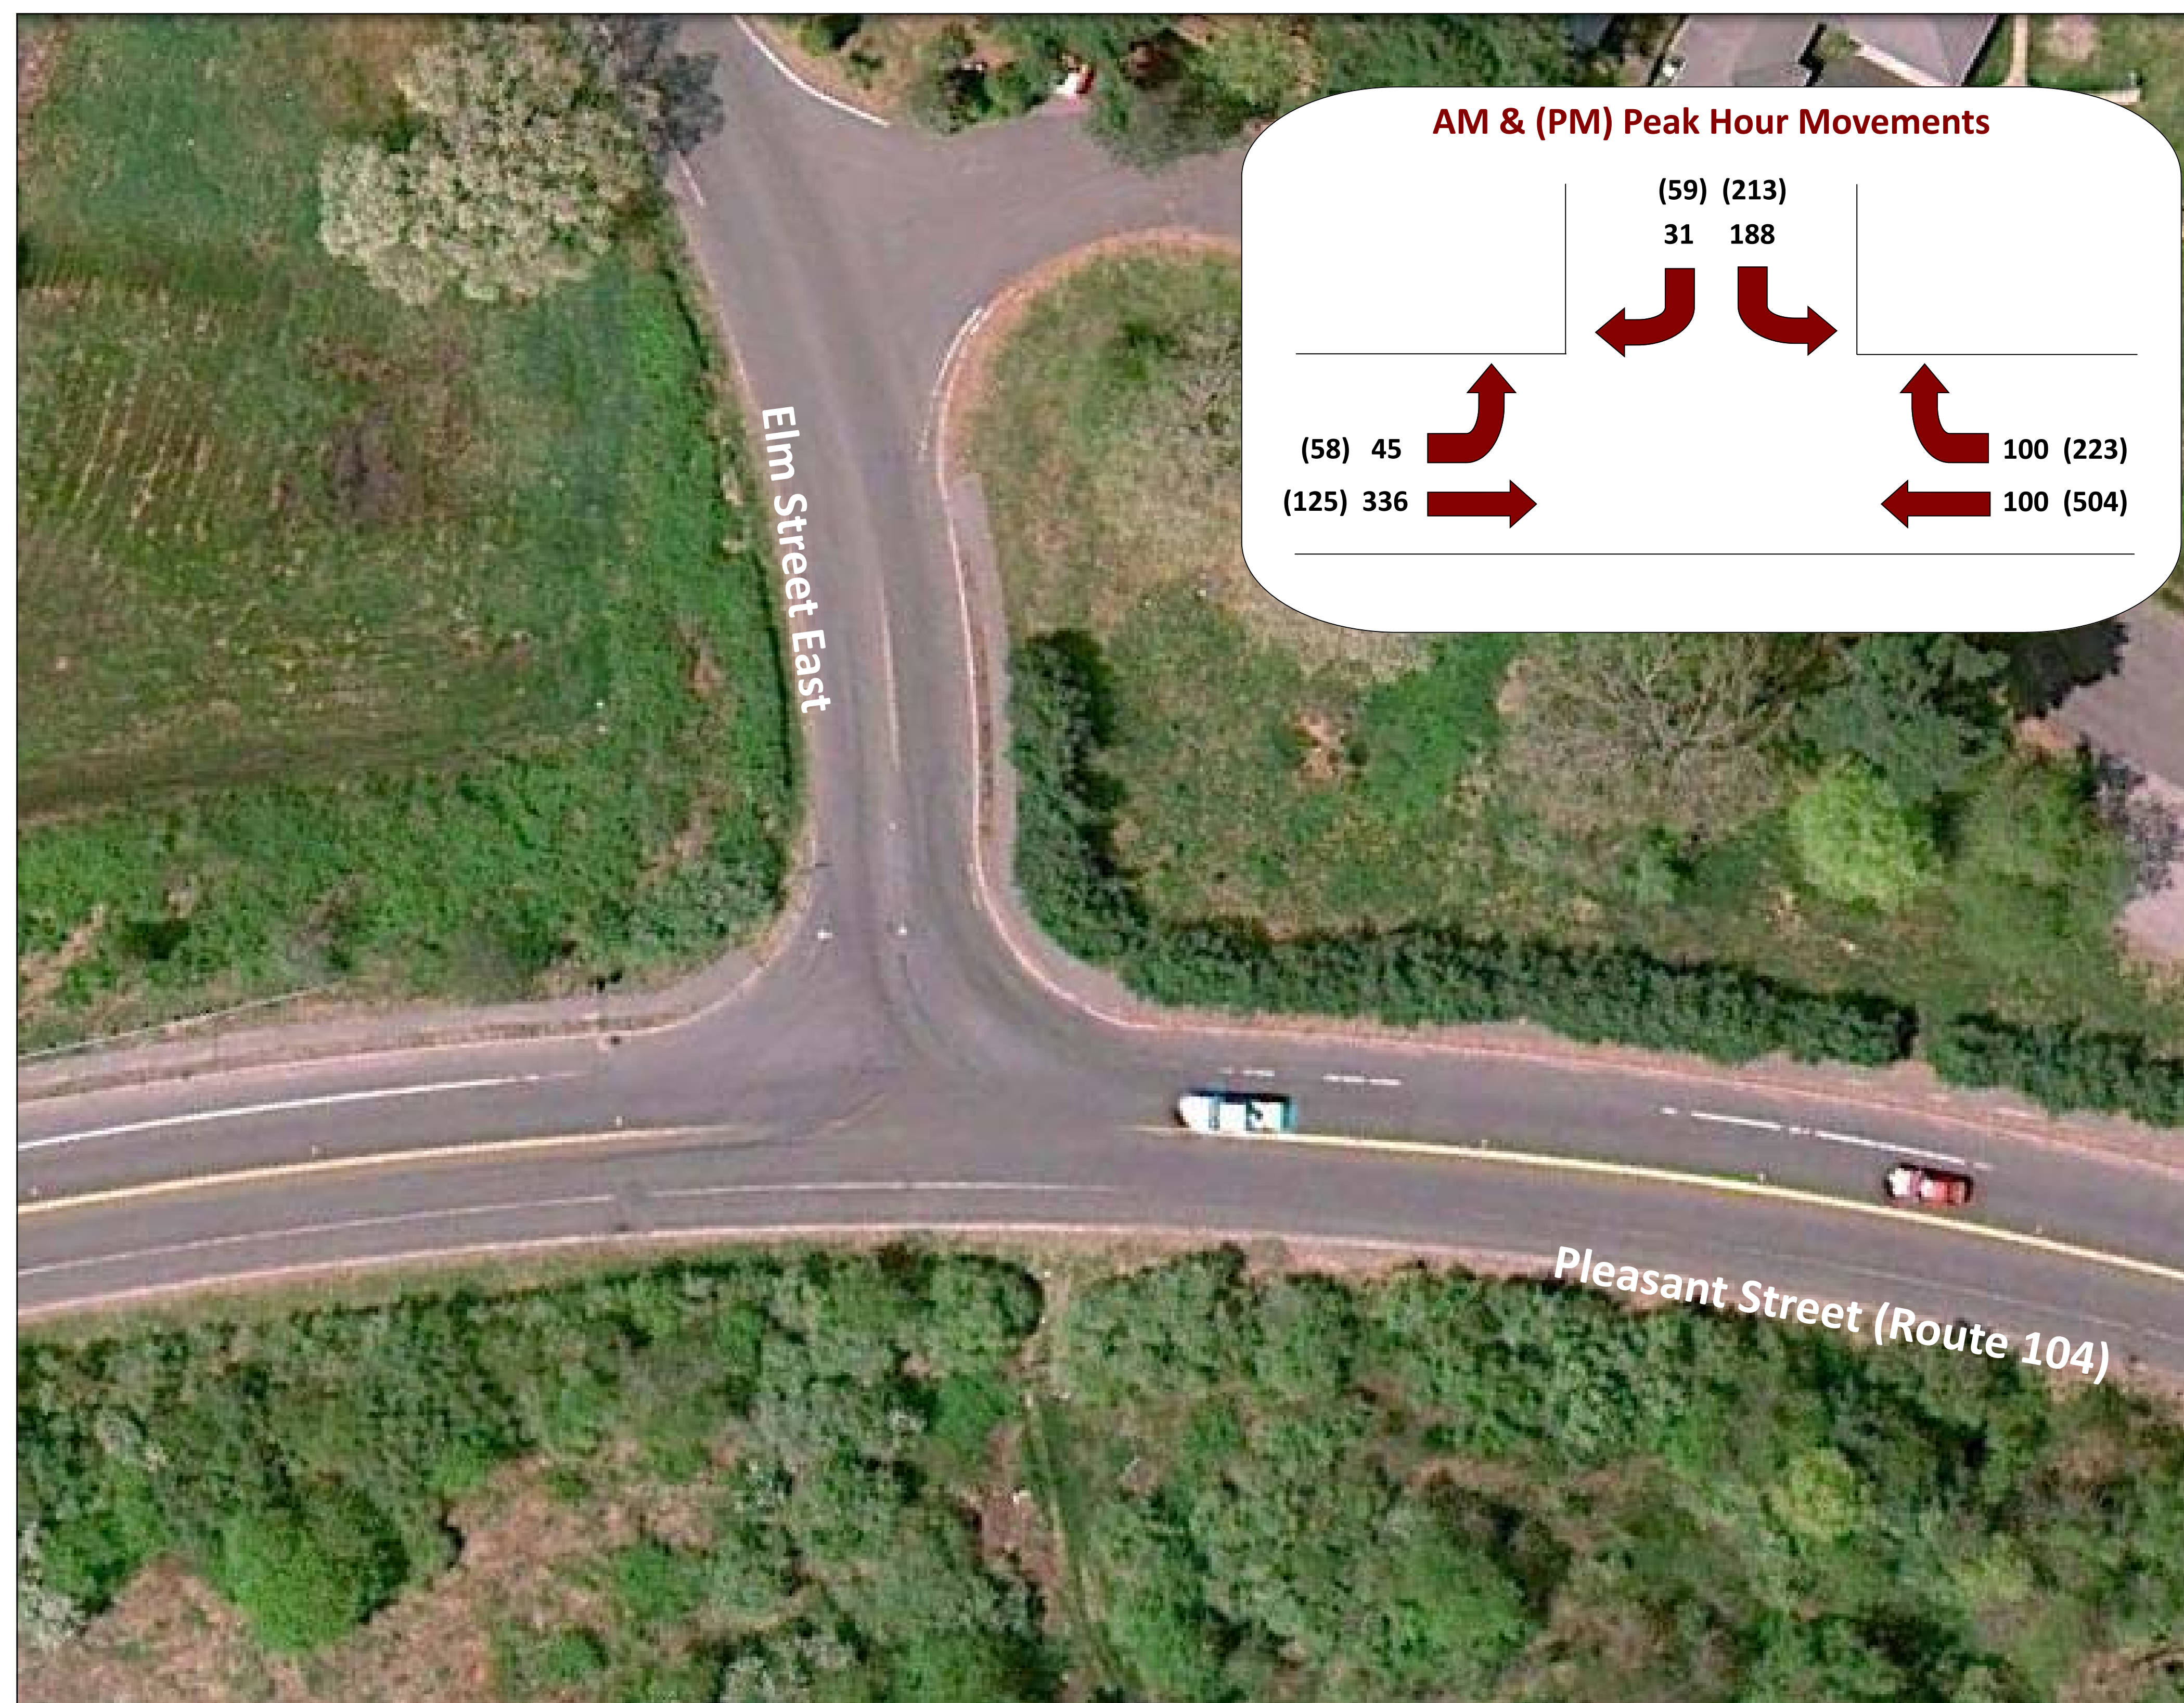 AM & (PM) Peak Hour Movements
(59) (213)
31 188
(58) 45
100 (223)
(125) 336
100 (504)
Elm Street East
Pleasant Street (Route 104)